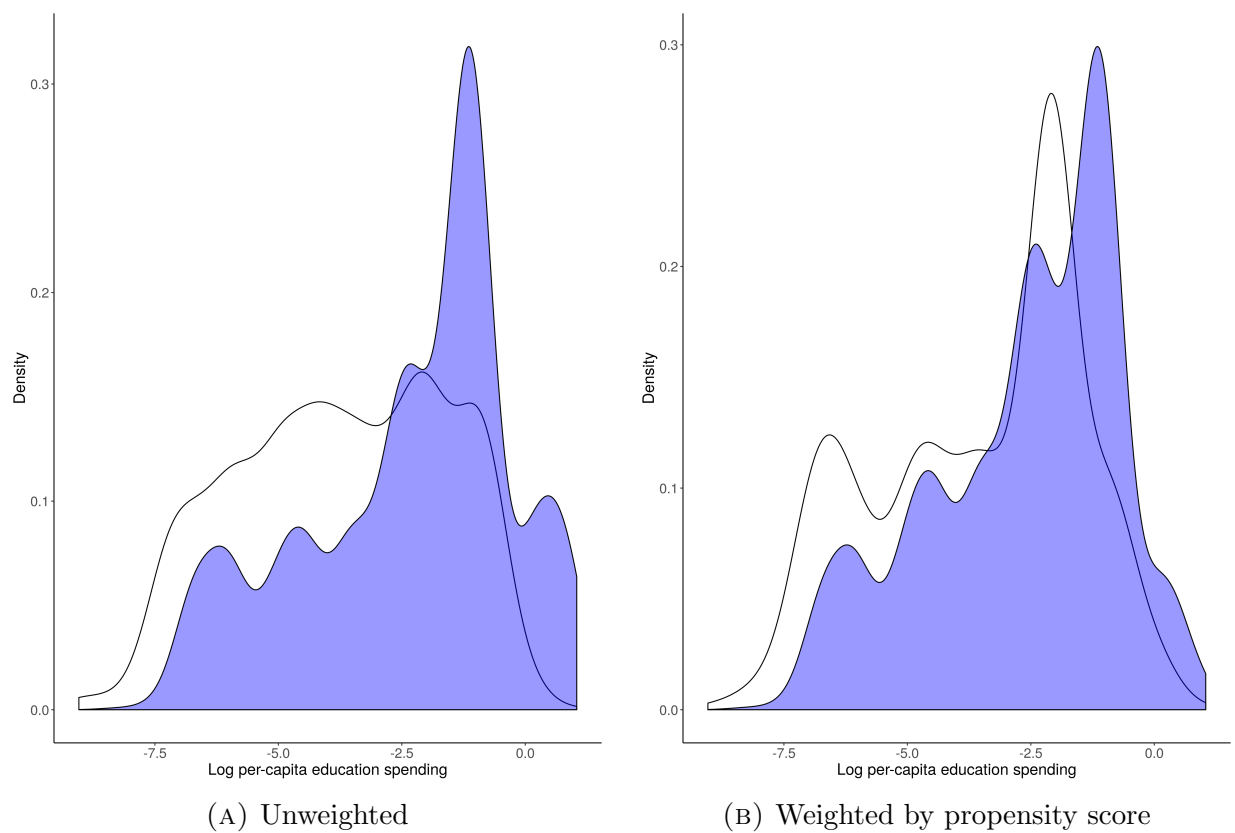 0.3
0.2
0.1
0.0
Density
-7.5 -5.0 -2.5 0.0
Log per-capita education spending
(A) Unweighted
0.3
0.2
0.1
0.0
Density
-7.5 -5.0 -2.5 0.0
Log per-capita education spending
(B) Weighted by propensity score